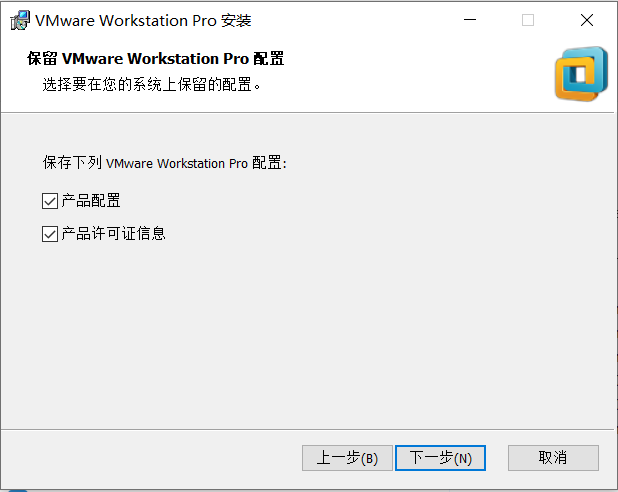 VMware Workstation Pro 安装
保留 VMware Workstation Pro 配置
选择要在您的系统上保留的配置。
保存下列 VMware Workstation Pro 配置:
产品配置
产品许可证信息
上一步(B) 下一步(N) 取消